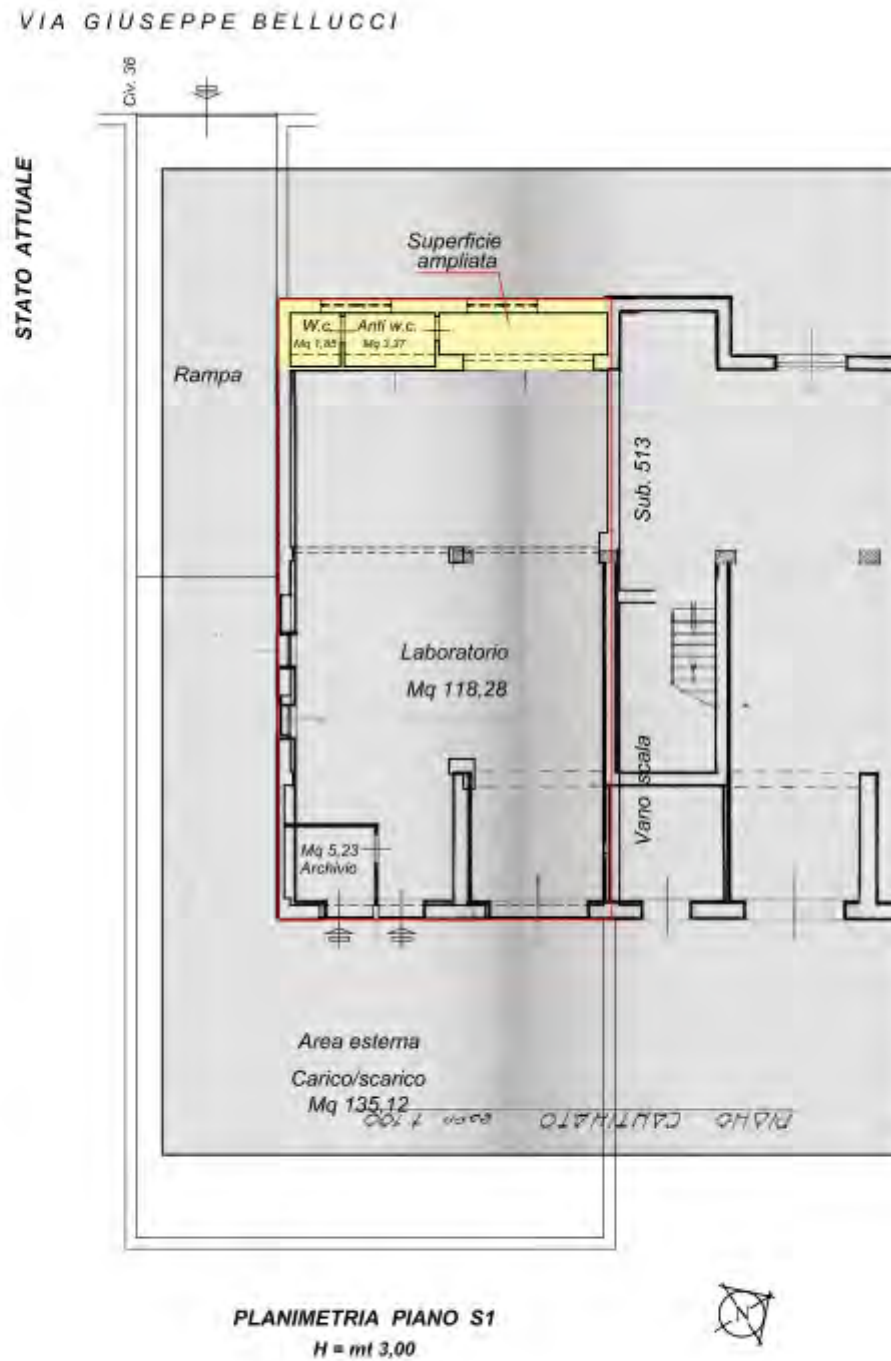 VIA GIUSEPPE BELLUCCI
Civ. 36
STATO ATTUALE
Superficie
ampliata
W.c.
Mq 1,85
Anti w.c.
Mq 3,37
Rampa
Sub. 513
Laboratorio
Mq 118,28
Vano scala
Mq 5,23
Archivio
Area esterna
Carico/scarico
Mq 135,12
PIANO CANTINATO 1:100
PLANIMETRIA PIANO S1
H = mt 3,00
N